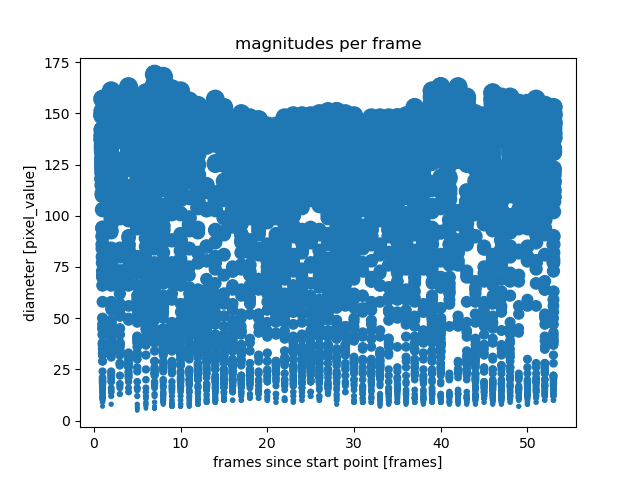 magnitudes per frame
175
150
125
100
75
50
25
0
diameter [pixel_value]
0 10 20 30 40 50
frames since start point [frames]